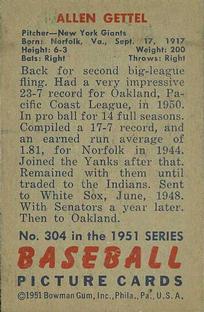 ALLEN GETTEL
Pitcher—New York Giants
Born: Norfolk, Va., Sept. 17, 1917
Height: 6-3 Weight: 200
Bats: Right Throws: Right
Back for second big-league
fling. Had a very impressive
23-7 record for Oakland, Pa-
cific Coast League, in 1950.
In pro ball for 14 full seasons.
Compiled a 17-7 record, and
an earned run average of
1.81, for Norfolk in 1944.
Joined the Yanks after that.
Remained with them until
traded to the Indians. Sent
to White Sox, June, 1948.
With Senators a year later.
Then to Oakland.
No. 304 in the 1951 SERIES
BASEBALL
PICTURE CARDS
©1951 Bowman Gum, Inc., Phila., Pa., U. S. A.